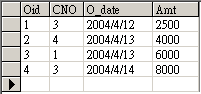 Oid CNO O_date Amt
1 3 2004/4/12 2500
2 4 2004/4/13 4000
3 1 2004/4/13 6000
4 3 2004/4/14 8000